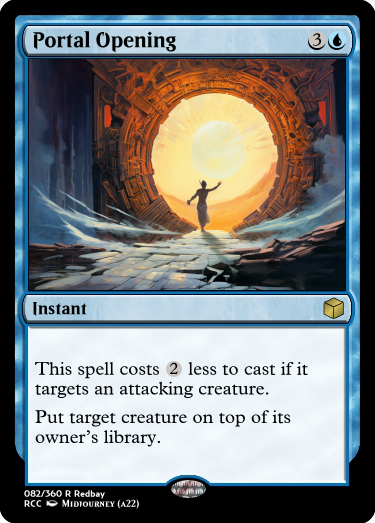 Portal Opening 3
Instant
This spell costs 2 less to cast if it
targets an attacking creature.
Put target creature on top of its
owner's library.
082/360 R Redbay
RCC Midjourney (a22)